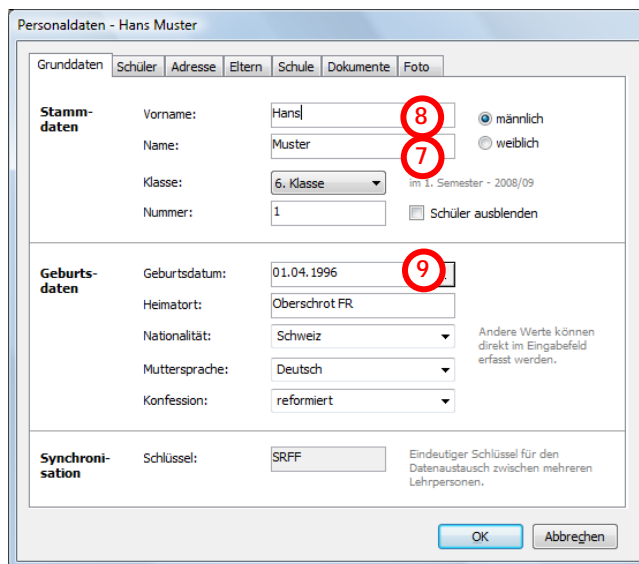 Personaldaten - Hans Muster
Grunddaten Schüler Adresse Eltern Schule Dokumente Foto
Stamm-
daten
Vorname: Hans 8 männlich
Name: Muster 7 weiblich
Klasse: 6. Klasse im 1. Semester - 2008/09
Nummer: 1 Schüler ausblenden
Geburts-
daten
Geburtsdatum: 01.04.1996 9
Heimatort: Oberschrot FR
Nationalität: Schweiz
Andere Werte können
direkt im Eingabefeld
erfasst werden.
Muttersprache: Deutsch
Konfession: reformiert
Synchroni-
sation
Schlüssel: SRFF
Eindeutiger Schlüssel für den
Datenaustausch zwischen mehreren
Lehrpersonen.
OK Abbrechen